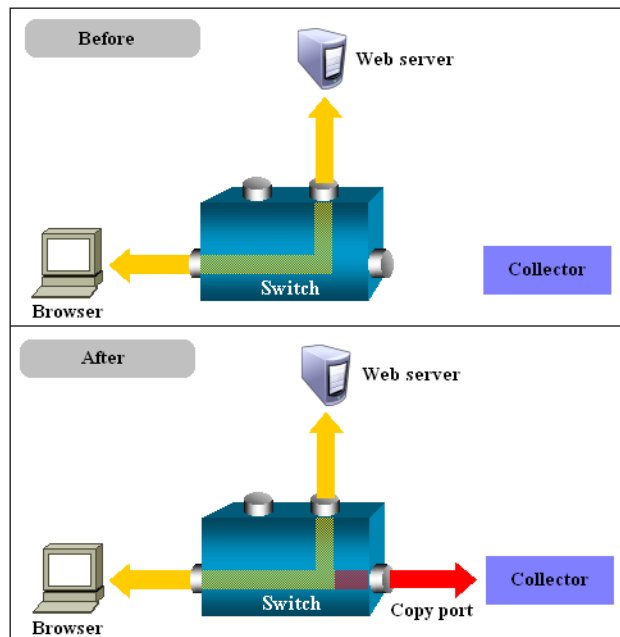 Before
Web server
Switch
Collector
Browser
After
Web server
Switch
Copy port
Collector
Browser